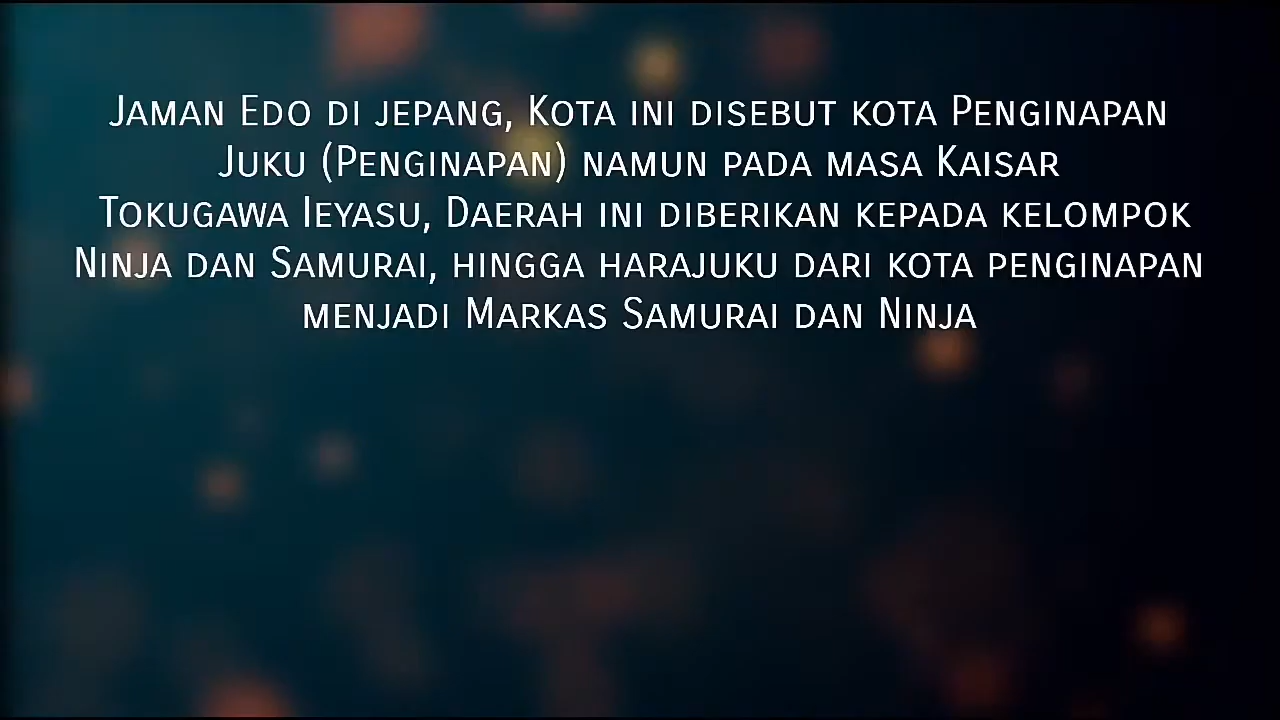 Jaman Edo di jepang, Kota ini disebut kota Penginapan
Juku (Penginapan) namun pada masa Kaisar
Tokugawa Ieyasu, Daerah ini diberikan kepada kelompok
Ninja dan Samurai, hingga harajuku dari kota penginapan
menjadi Markas Samurai dan Ninja